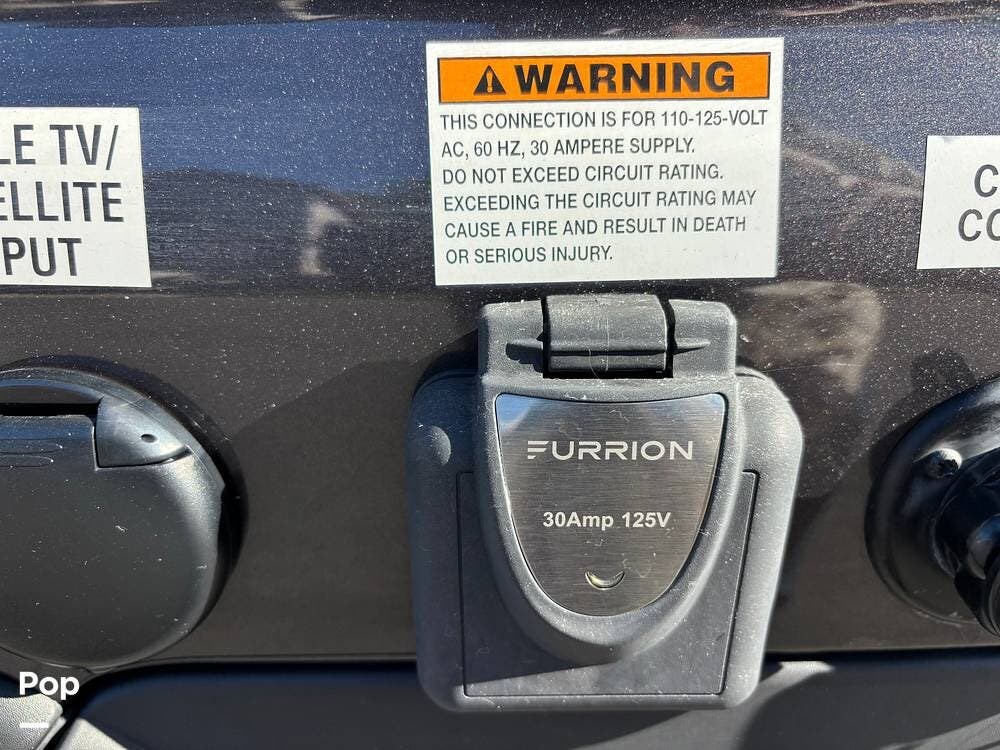 LE TV/
ELLITE
PUT
WARNING
THIS CONNECTION IS FOR 110-125-VOLT
AC, 60 HZ, 30 AMPERE SUPPLY.
DO NOT EXCEED CIRCUIT RATING.
EXCEEDING THE CIRCUIT RATING MAY
CAUSE A FIRE AND RESULT IN DEATH
OR SERIOUS INJURY.
C
CO
FURRION
30Amp 125V
Pop